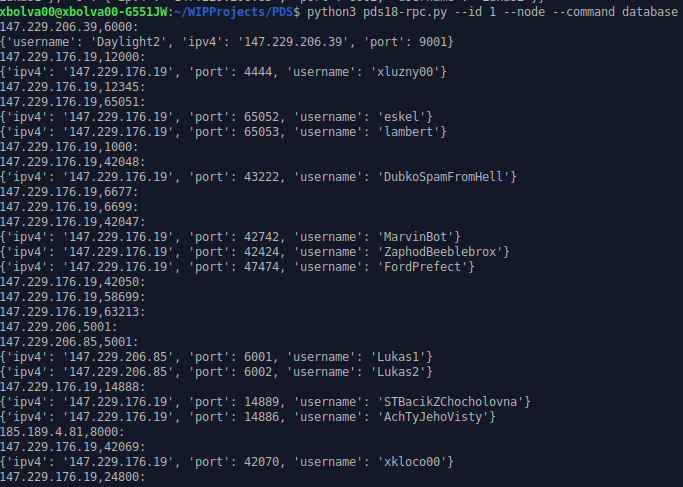 xbolva00@xbolva00-G551JW:~/WIPProjects/PDS$ python3 pds18-rpc.py --id 1 --node --command database
147.229.206.39,6000:
{'username': 'Daylight2', 'ipv4': '147.229.206.39', 'port': 9001}
147.229.176.19,12000:
{'ipv4': '147.229.176.19', 'port': 4444, 'username': 'xluzny00'}
147.229.176.19,12345:
147.229.176.19,65051:
{'ipv4': '147.229.176.19', 'port': 65052, 'username': 'eskel'}
{'ipv4': '147.229.176.19', 'port': 65053, 'username': 'lambert'}
147.229.176.19,1000:
147.229.176.19,42048:
{'ipv4': '147.229.176.19', 'port': 43222, 'username': 'DubkoSpamFromHell'}
147.229.176.19,6677:
147.229.176.19,6699:
147.229.176.19,42047:
{'ipv4': '147.229.176.19', 'port': 42742, 'username': 'MarvinBot'}
{'ipv4': '147.229.176.19', 'port': 42424, 'username': 'ZaphodBeeblebrox'}
{'ipv4': '147.229.176.19', 'port': 47474, 'username': 'FordPrefect'}
147.229.176.19,42050:
147.229.176.19,58699:
147.229.176.19,63213:
147.229.206,5001:
147.229.206.85,5001:
{'ipv4': '147.229.206.85', 'port': 6001, 'username': 'Lukas1'}
{'ipv4': '147.229.206.85', 'port': 6002, 'username': 'Lukas2'}
147.229.176.19,14888:
{'ipv4': '147.229.176.19', 'port': 14889, 'username': 'STBacikZChocholovna'}
{'ipv4': '147.229.176.19', 'port': 14886, 'username': 'AchTyJehoVisty'}
185.189.4.81,8000:
147.229.176.19,42069:
{'ipv4': '147.229.176.19', 'port': 42070, 'username': 'xkloco00'}
147.229.176.19,24800: